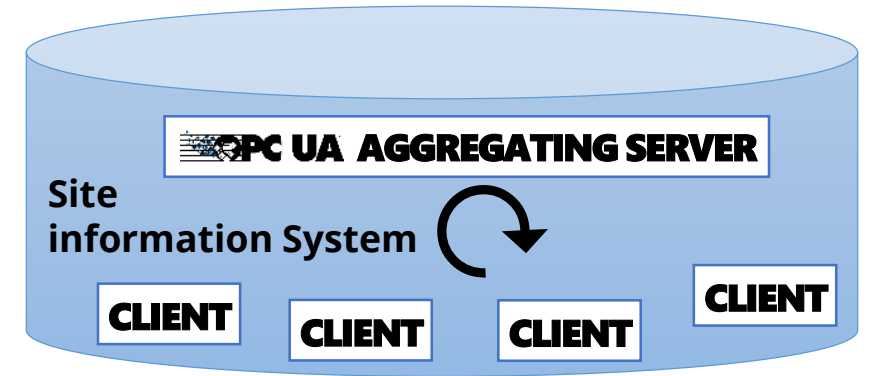 OPC UA AGGREGATING SERVER
Site
information System
CLIENT
CLIENT
CLIENT
CLIENT